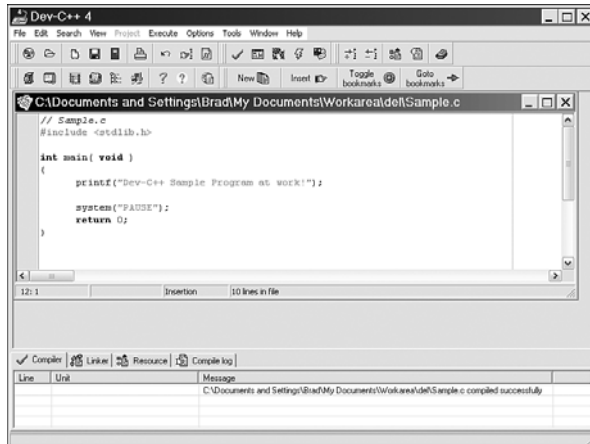 Dev-C++ 4
File Edit Search View Project Execute Options Tools Window Help
New Insert Toggle bookmarks Goto bookmarks
C:\Documents and Settings\Brad\My Documents\Workarea\del\Sample.c
// Sample.c
#include <stdlib.h>
int main( void )
{
printf("Dev-C++ Sample Program at work!");
system("PAUSE");
return 0;
}
12: 1 Insertion 10 lines in file
Compiler Linker Resource Compile log
Line Unit Message
C:\Documents and Settings\Brad\My Documents\Workarea\del\Sample.c compiled successfully